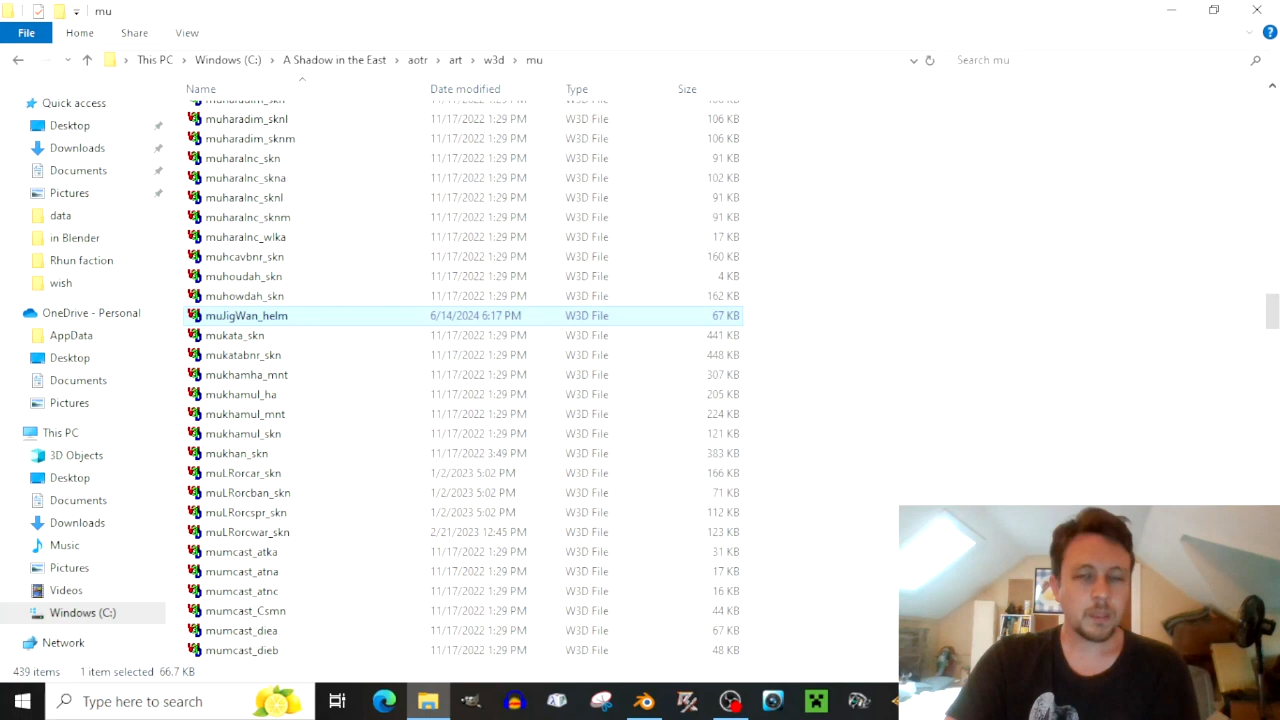 mu
File Home Share View
This PC Windows (C:) A Shadow in the East aotr art w3d mu Search mu
Name Date modified Type Size
Quick access
Desktop
Downloads
Documents
Pictures
data
in Blender
Rhun faction
wish
OneDrive - Personal
AppData
Desktop
Documents
Pictures
This PC
3D Objects
Desktop
Documents
Downloads
Music
Pictures
Videos
Windows (C:)
Network
muharadim_sknl 11/17/2022 1:29 PM W3D File 106 KB
muharadim_sknm 11/17/2022 1:29 PM W3D File 106 KB
muharalnc_skn 11/17/2022 1:29 PM W3D File 91 KB
muharalnc_skna 11/17/2022 1:29 PM W3D File 102 KB
muharalnc_sknl 11/17/2022 1:29 PM W3D File 91 KB
muharalnc_sknm 11/17/2022 1:29 PM W3D File 91 KB
muharalnc_wlka 11/17/2022 1:29 PM W3D File 17 KB
muhcavbnr_skn 11/17/2022 1:29 PM W3D File 160 KB
muhoudah_skn 11/17/2022 1:29 PM W3D File 4 KB
muhowdah_skn 11/17/2022 1:29 PM W3D File 162 KB
muJigWan_helm 6/14/2024 6:17 PM W3D File 67 KB
mukata_skn 11/17/2022 1:29 PM W3D File 441 KB
mukatabnr_skn 11/17/2022 1:29 PM W3D File 448 KB
mukhamha_mnt 11/17/2022 1:29 PM W3D File 307 KB
mukhamul_ha 11/17/2022 1:29 PM W3D File 205 KB
mukhamul_mnt 11/17/2022 1:29 PM W3D File 224 KB
mukhamul_skn 11/17/2022 1:29 PM W3D File 121 KB
mukhan_skn 11/17/2022 3:49 PM W3D File 383 KB
muLRorcar_skn 1/2/2023 5:02 PM W3D File 166 KB
muLRorcban_skn 1/2/2023 5:02 PM W3D File 71 KB
muLRorcspr_skn 1/2/2023 5:02 PM W3D File 112 KB
muLRorcwar_skn 2/21/2023 12:45 PM W3D File 123 KB
mumcast_atka 11/17/2022 1:29 PM W3D File 31 KB
mumcast_atna 11/17/2022 1:29 PM W3D File 17 KB
mumcast_atnc 11/17/2022 1:29 PM W3D File 16 KB
mumcast_Csmn 11/17/2022 1:29 PM W3D File 44 KB
mumcast_diea 11/17/2022 1:29 PM W3D File 67 KB
mumcast_dieb 11/17/2022 1:29 PM W3D File 48 KB
439 items 1 item selected 66.7 KB
Type here to search